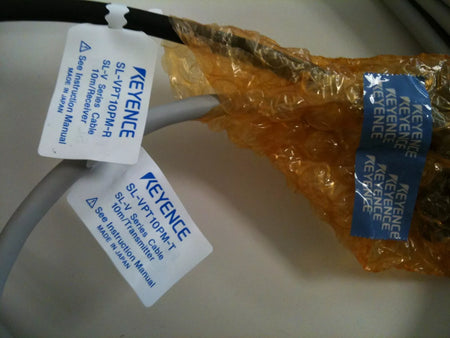 KEYENCE
SL-VPT10PM-R
SL-V Series Cable
10m/Receiver
⚠ See Instruction Manual
MADE IN JAPAN
KEYENCE
SL-VPT10PM-T
SL-V Series Cable
10m/Transmitter
⚠ See Instruction Manual
MADE IN JAPAN
KEYENCE
KEYENCE
KEYENCE
KEYENCE